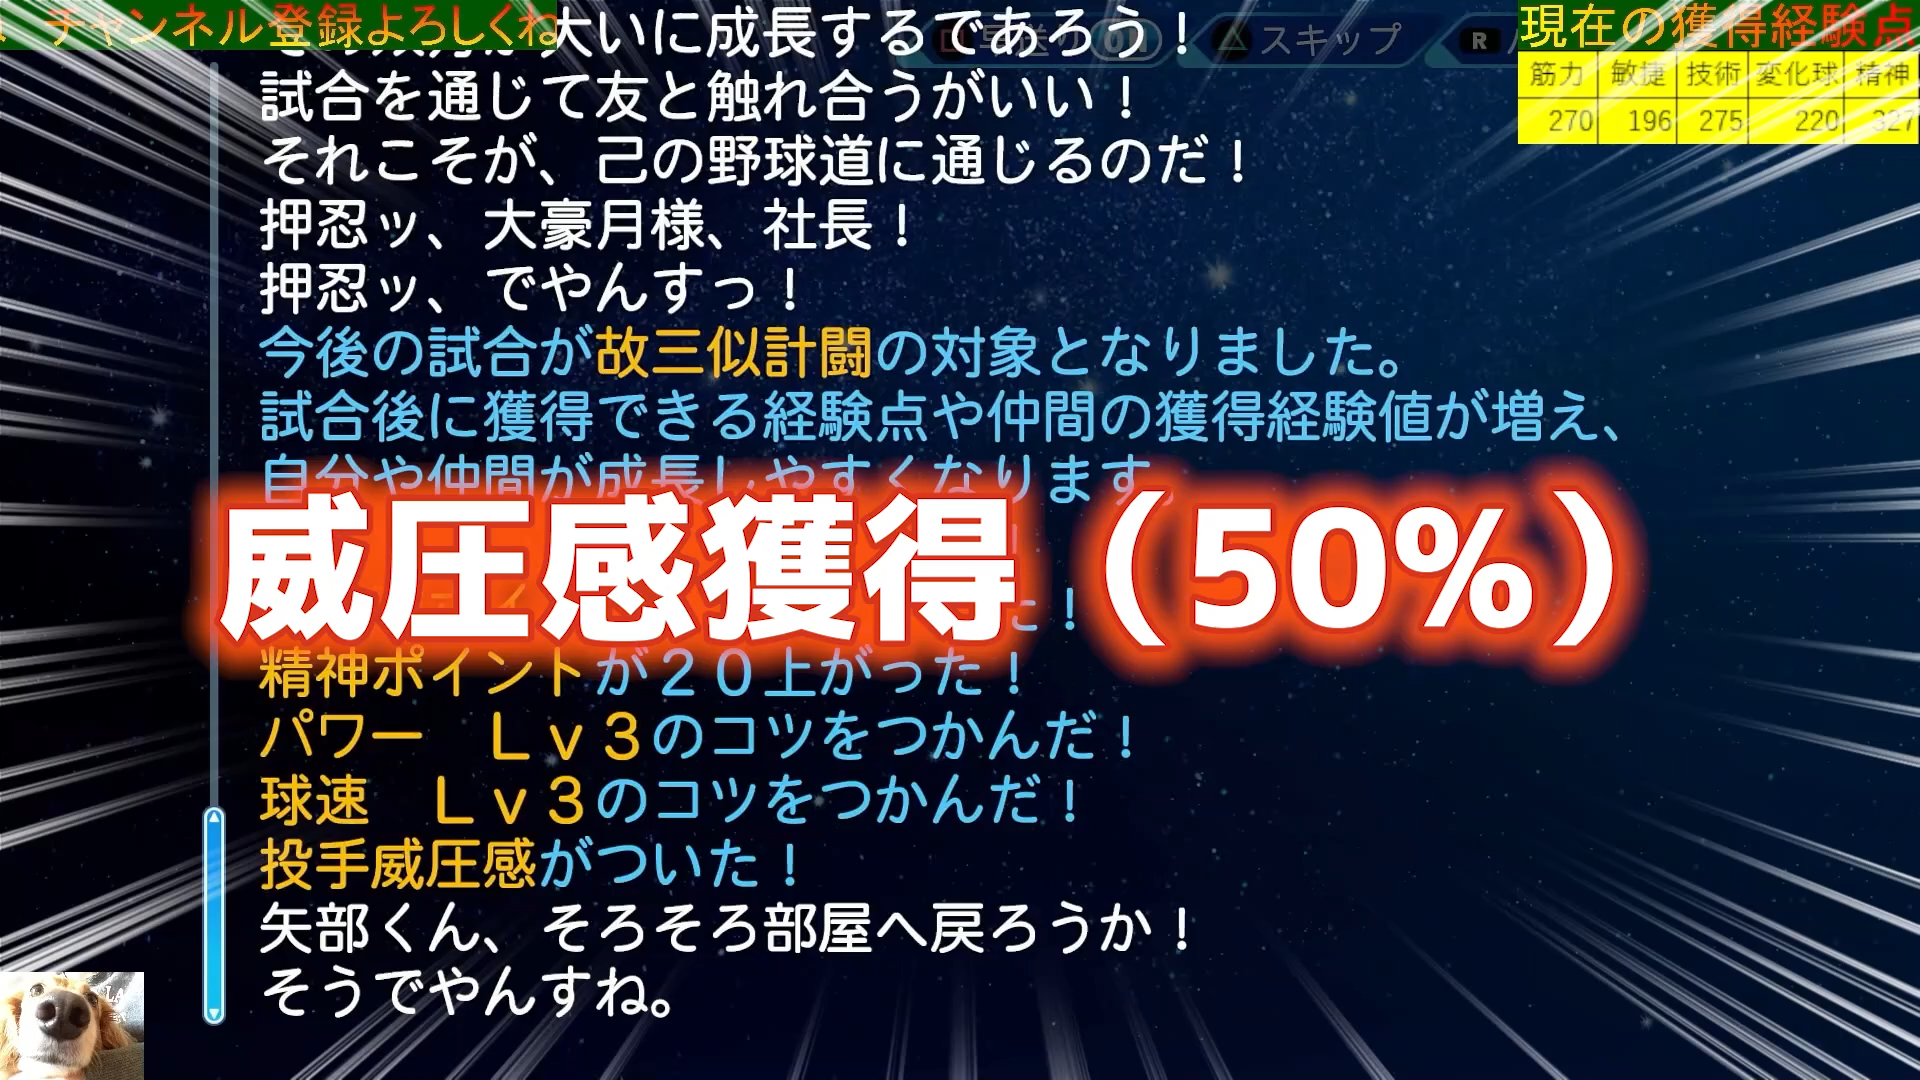 チャンネル登録よろしくね
大いに成長するであろう！
スキップ
R
現在の獲得経験点
筋力 敏捷 技術 変化球 精神
270 196 275 220 327
試合を通じて友と触れ合うがいい！
それこそが、己の野球道に通じるのだ！
押忍ッ、大豪月様、社長！
押忍ッ、でやんすっ！
今後の試合が故三似計闘の対象となりました。
試合後に獲得できる経験点や仲間の獲得経験値が増え、
自分や仲間が成長しやすくなります。
威圧感獲得（50%）
精神ポイントが２０上がった！
パワー　Ｌｖ３のコツをつかんだ！
球速　Ｌｖ３のコツをつかんだ！
投手威圧感がついた！
矢部くん、そろそろ部屋へ戻ろうか！
そうでやんすね。